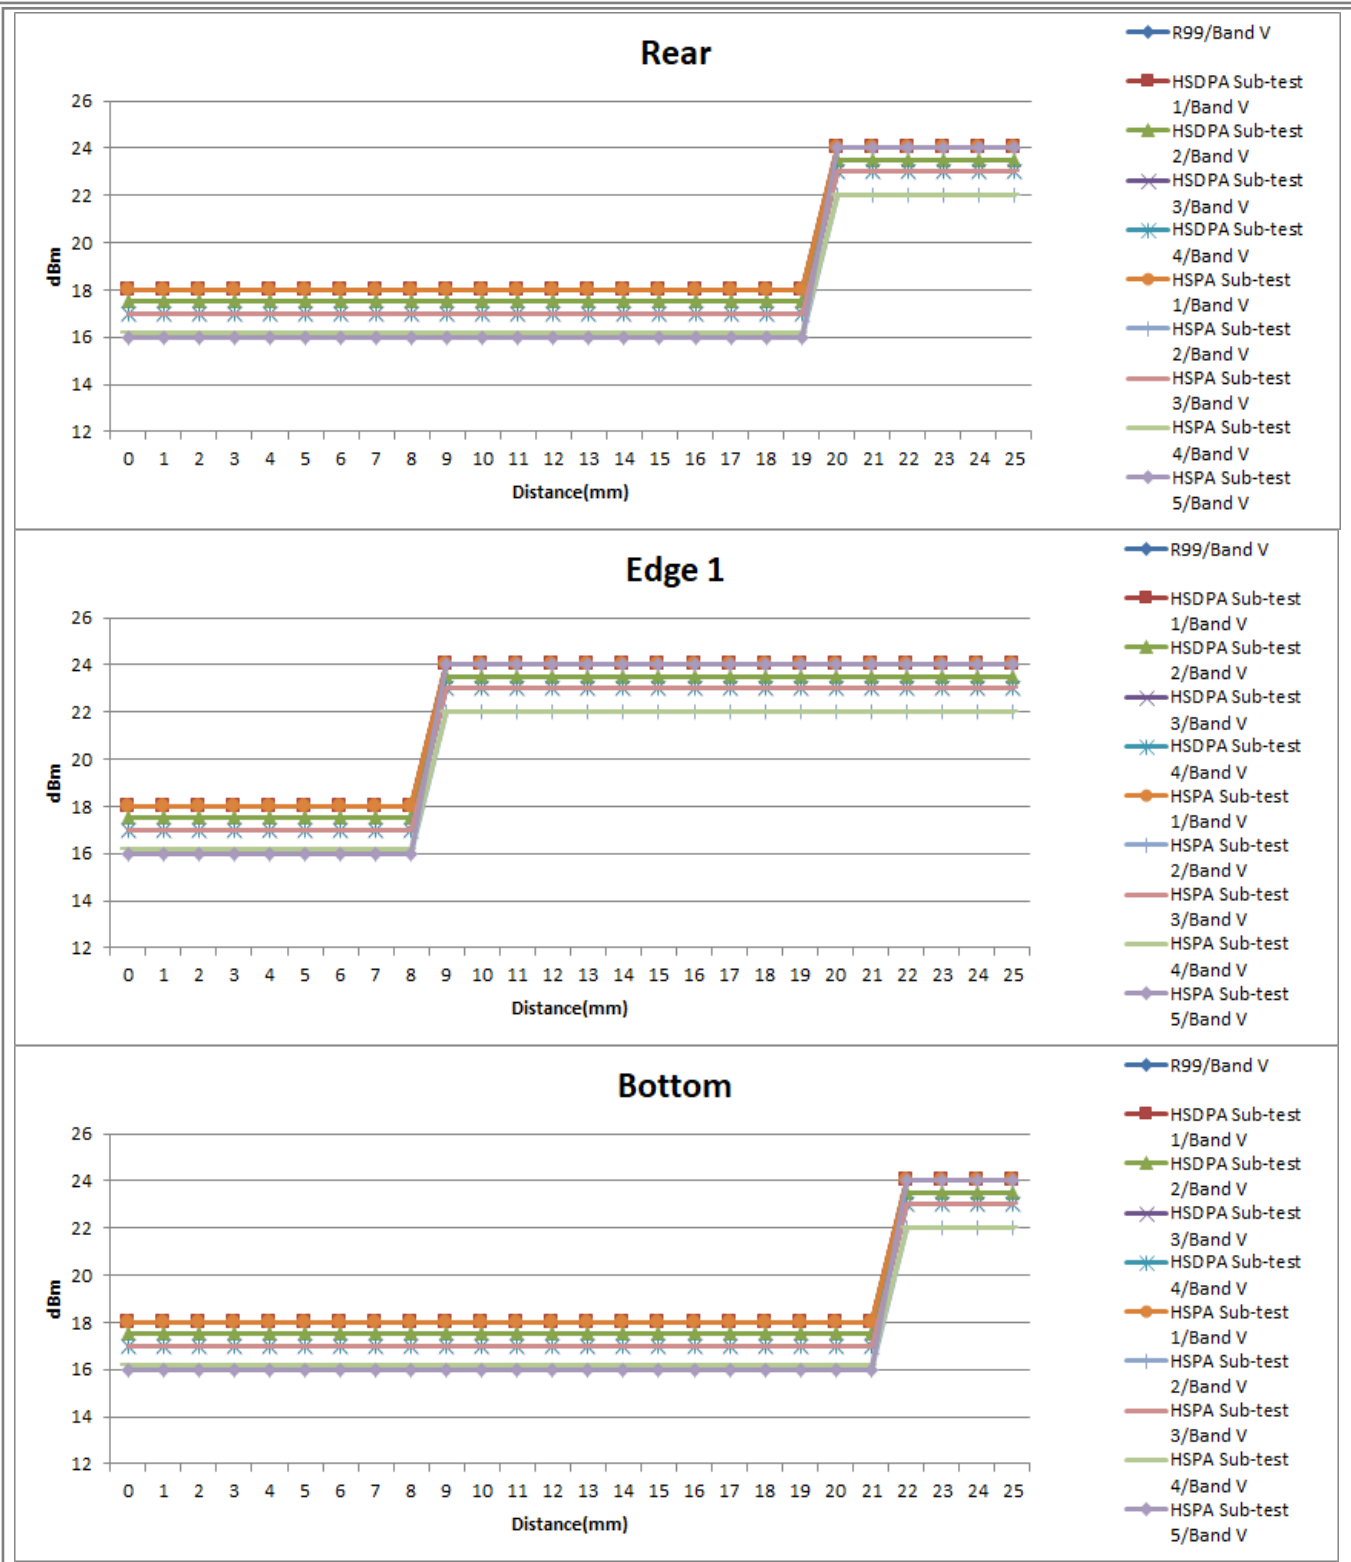 Rear
26
24
22
20
18
16
14
12
dBm
0 1 2 3 4 5 6 7 8 9 10 11 12 13 14 15 16 17 18 19 20 21 22 23 24 25
Distance(mm)
R99/Band V
HSDPA Sub-test
1/Band V
HSDPA Sub-test
2/Band V
HSDPA Sub-test
3/Band V
HSDPA Sub-test
4/Band V
HSPA Sub-test
1/Band V
HSPA Sub-test
2/Band V
HSPA Sub-test
3/Band V
HSPA Sub-test
4/Band V
HSPA Sub-test
5/Band V
Edge 1
26
24
22
20
18
16
14
12
dBm
0 1 2 3 4 5 6 7 8 9 10 11 12 13 14 15 16 17 18 19 20 21 22 23 24 25
Distance(mm)
R99/Band V
HSDPA Sub-test
1/Band V
HSDPA Sub-test
2/Band V
HSDPA Sub-test
3/Band V
HSDPA Sub-test
4/Band V
HSPA Sub-test
1/Band V
HSPA Sub-test
2/Band V
HSPA Sub-test
3/Band V
HSPA Sub-test
4/Band V
HSPA Sub-test
5/Band V
Bottom
26
24
22
20
18
16
14
12
dBm
0 1 2 3 4 5 6 7 8 9 10 11 12 13 14 15 16 17 18 19 20 21 22 23 24 25
Distance(mm)
R99/Band V
HSDPA Sub-test
1/Band V
HSDPA Sub-test
2/Band V
HSDPA Sub-test
3/Band V
HSDPA Sub-test
4/Band V
HSPA Sub-test
1/Band V
HSPA Sub-test
2/Band V
HSPA Sub-test
3/Band V
HSPA Sub-test
4/Band V
HSPA Sub-test
5/Band V